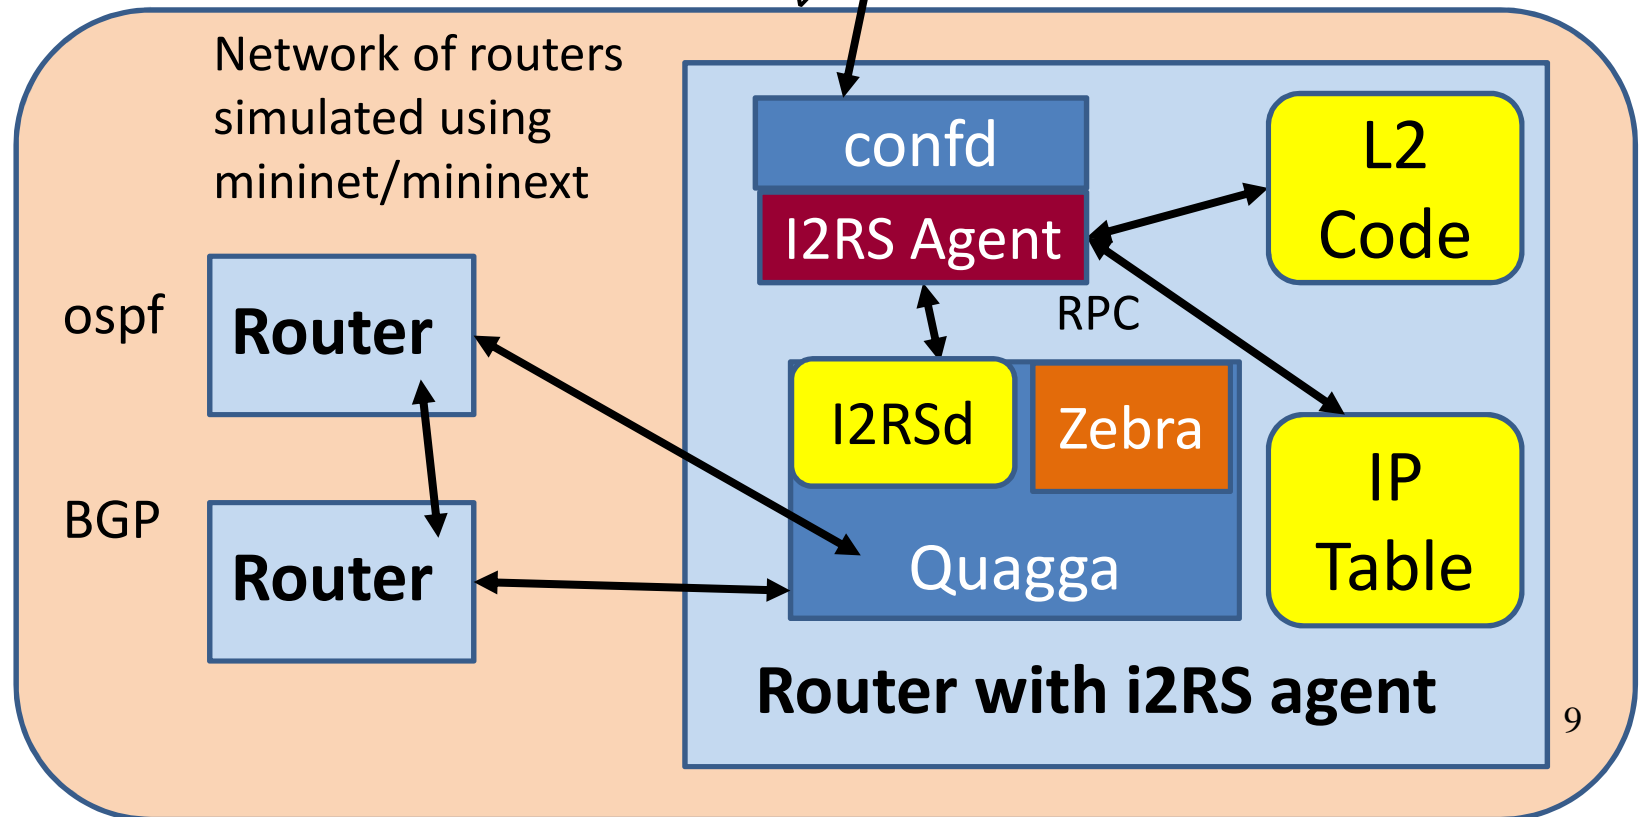 Network of routers
simulated using
mininet/mininext
confd
I2RS Agent
L2
Code
RPC
ospf
Router
I2RSd
Zebra
IP
Table
BGP
Router
Quagga
Router with i2RS agent
9